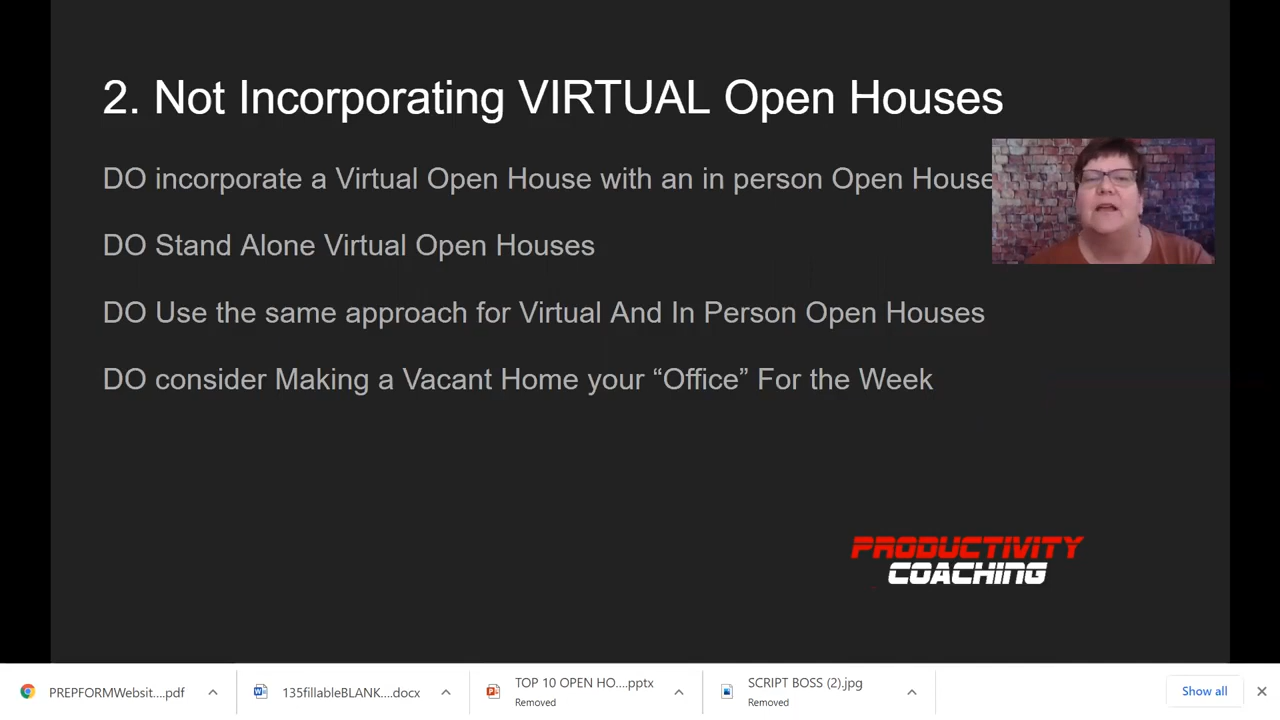 2. Not Incorporating VIRTUAL Open Houses
DO incorporate a Virtual Open House with an in person Open House
DO Stand Alone Virtual Open Houses
DO Use the same approach for Virtual And In Person Open Houses
DO consider Making a Vacant Home your “Office” For the Week
PRODUCTIVITY
COACHING
PREPFORMWebsit....pdf
135fillableBLANK....docx
TOP 10 OPEN HO....pptx
Removed
SCRIPT BOSS (2).jpg
Removed
Show all